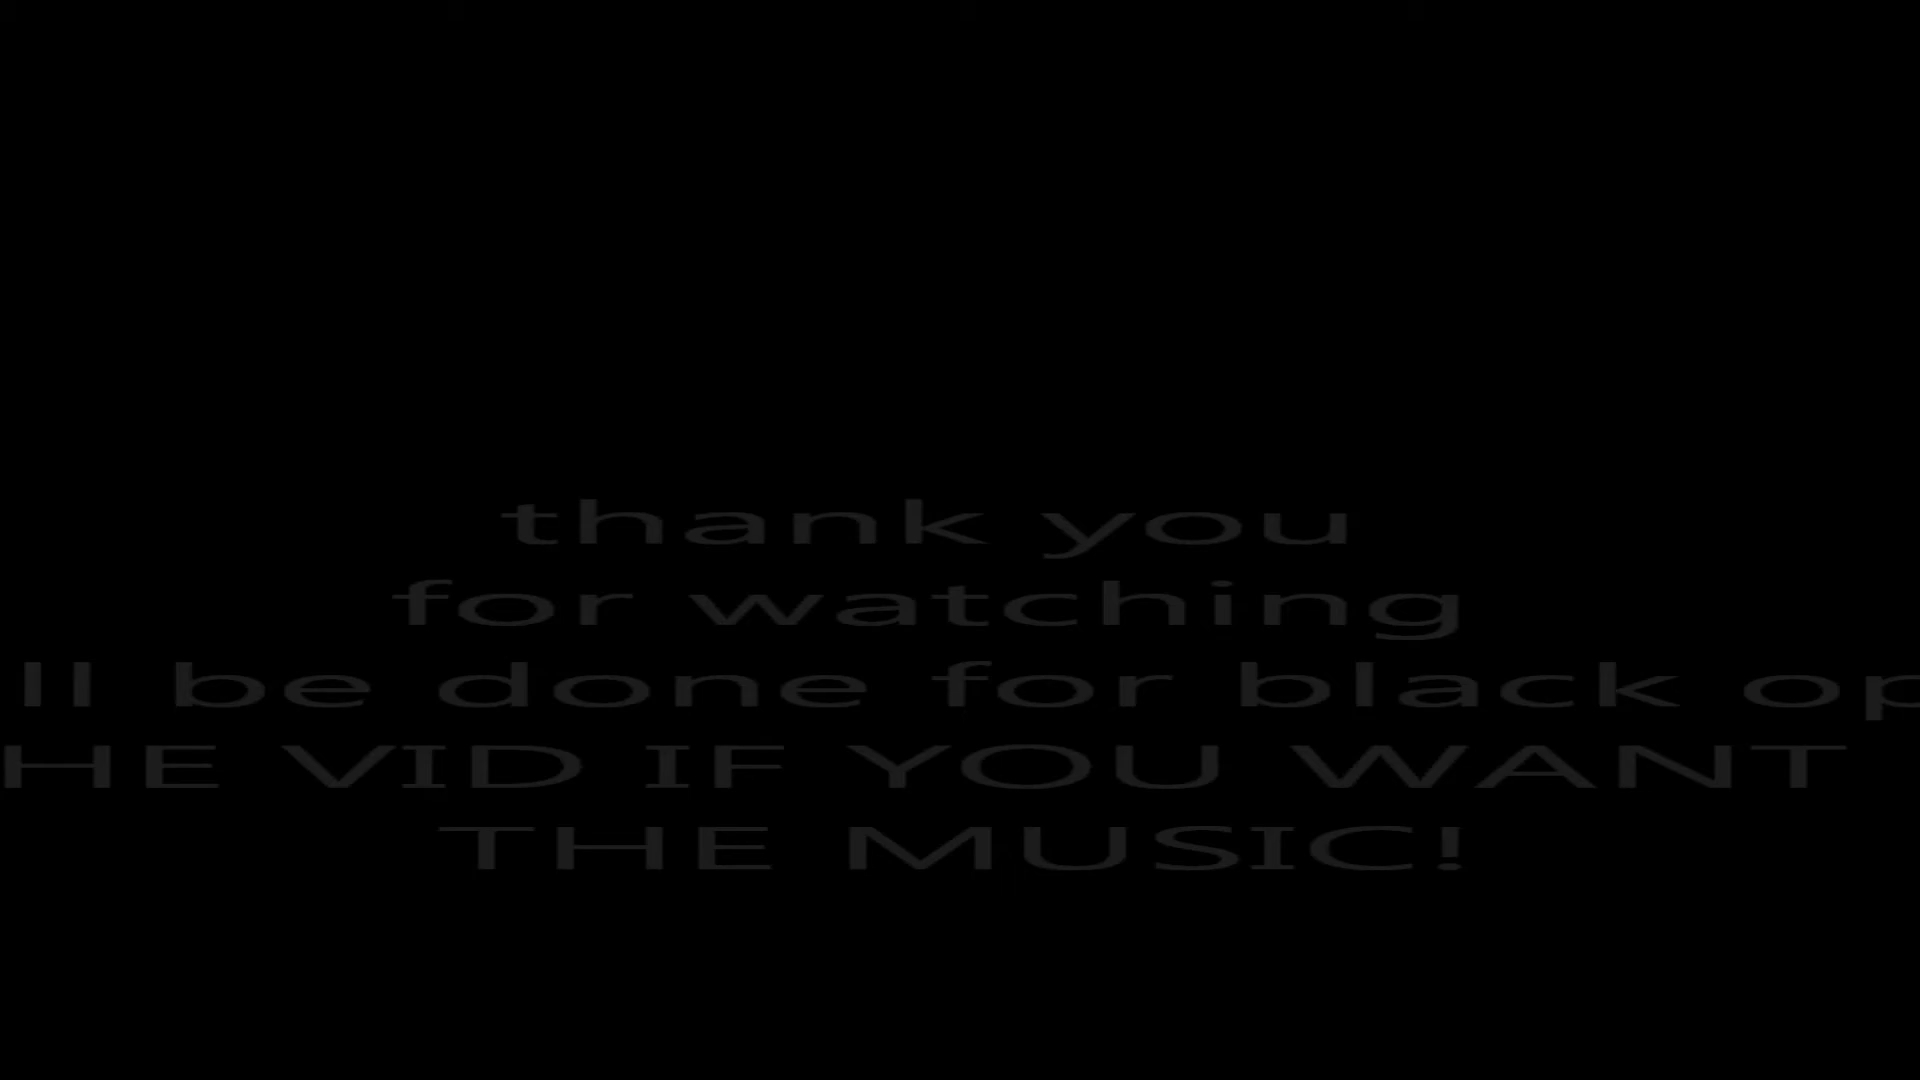 thank you
for watching
ll be done for black op
HE VID IF YOU WANT
THE MUSIC!